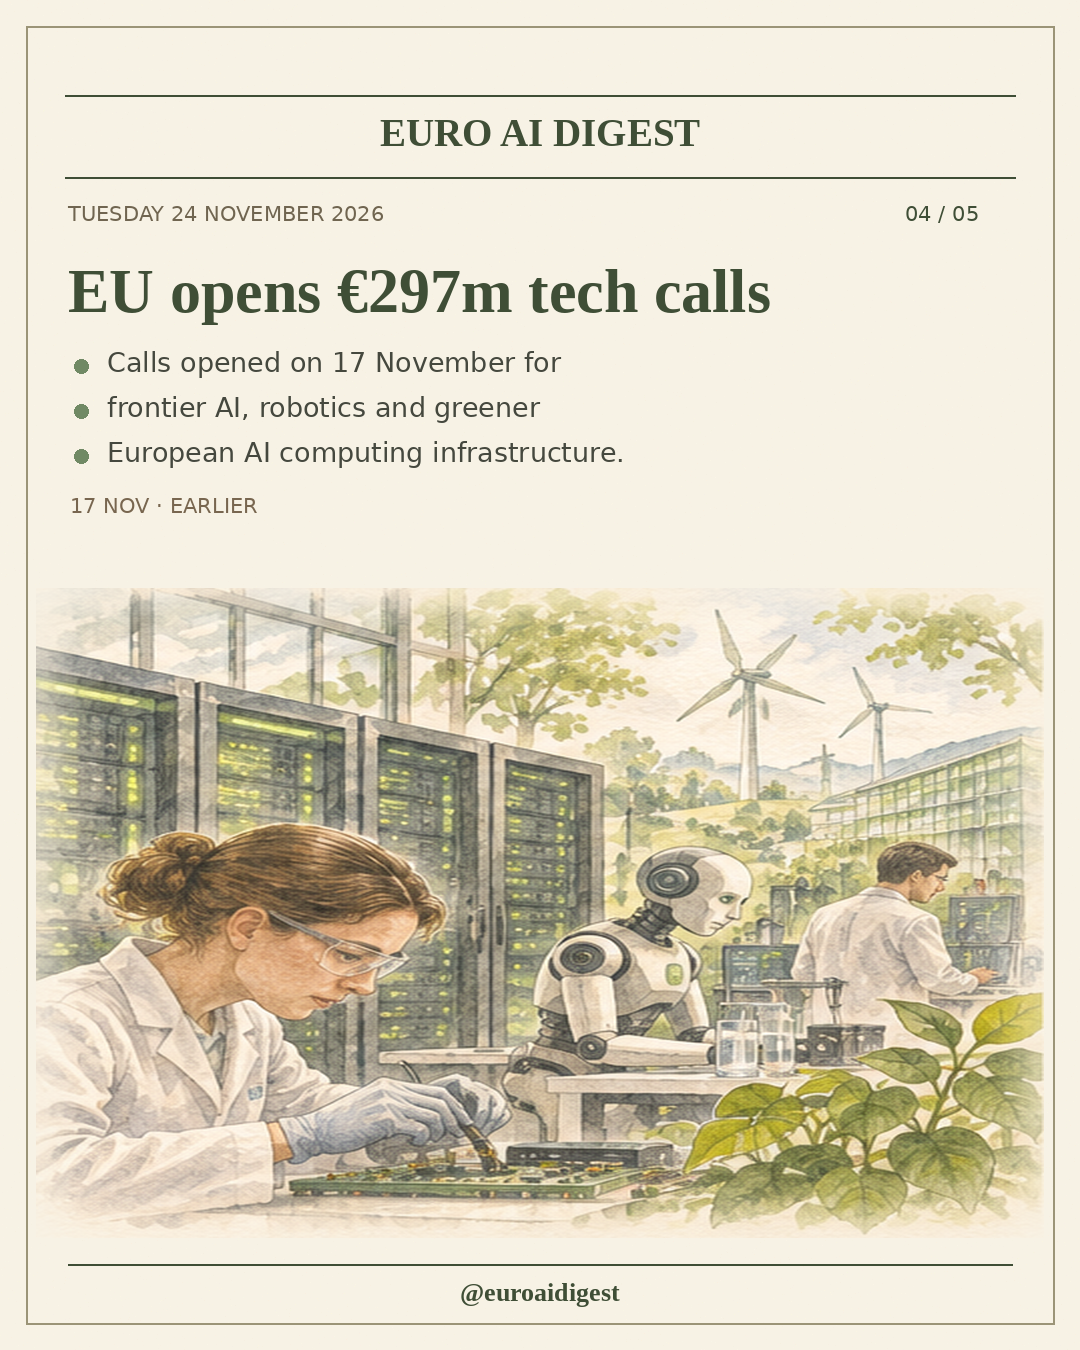 EURO AI DIGEST
TUESDAY 24 NOVEMBER 2026
04 / 05
EU opens €297m tech calls
Calls opened on 17 November for
frontier AI, robotics and greener
European AI computing infrastructure.
17 NOV · EARLIER
@euroaidigest